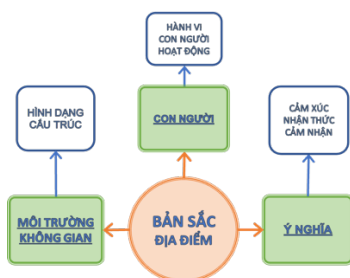 HÀNH VI
CON NGƯỜI
HOẠT ĐỘNG
HÌNH DẠNG
CẤU TRÚC
CON NGƯỜI
CẢM XÚC
NHẬN THỨC
CẢM NHẬN
MÔI TRƯỜNG
KHÔNG GIAN
BẢN SẮC
ĐỊA ĐIỂM
Ý NGHĨA